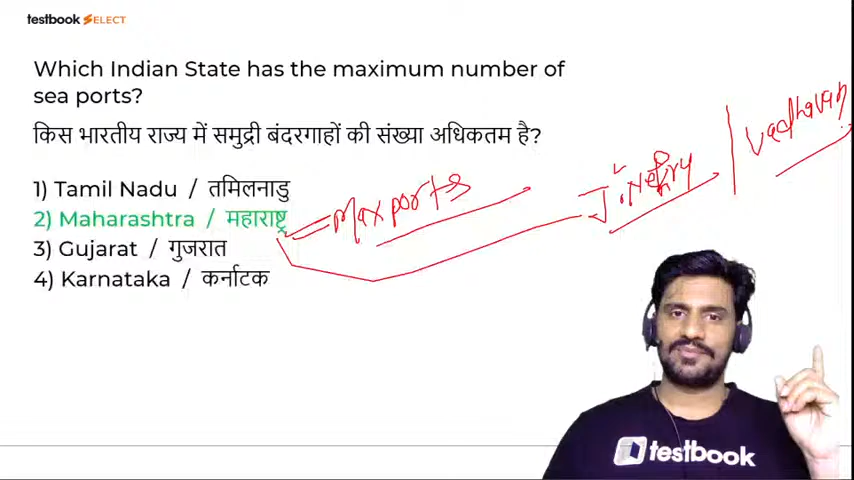 testbook SELECT
Which Indian State has the maximum number of
sea ports?
किस भारतीय राज्य में समुद्री बंदरगाहों की संख्या अधिकतम है?
1) Tamil Nadu / तमिलनाडु
2) Maharashtra / महाराष्ट्र
3) Gujarat / गुजरात
4) Karnataka / कर्नाटक
Max ports
Vadhavan
testbook